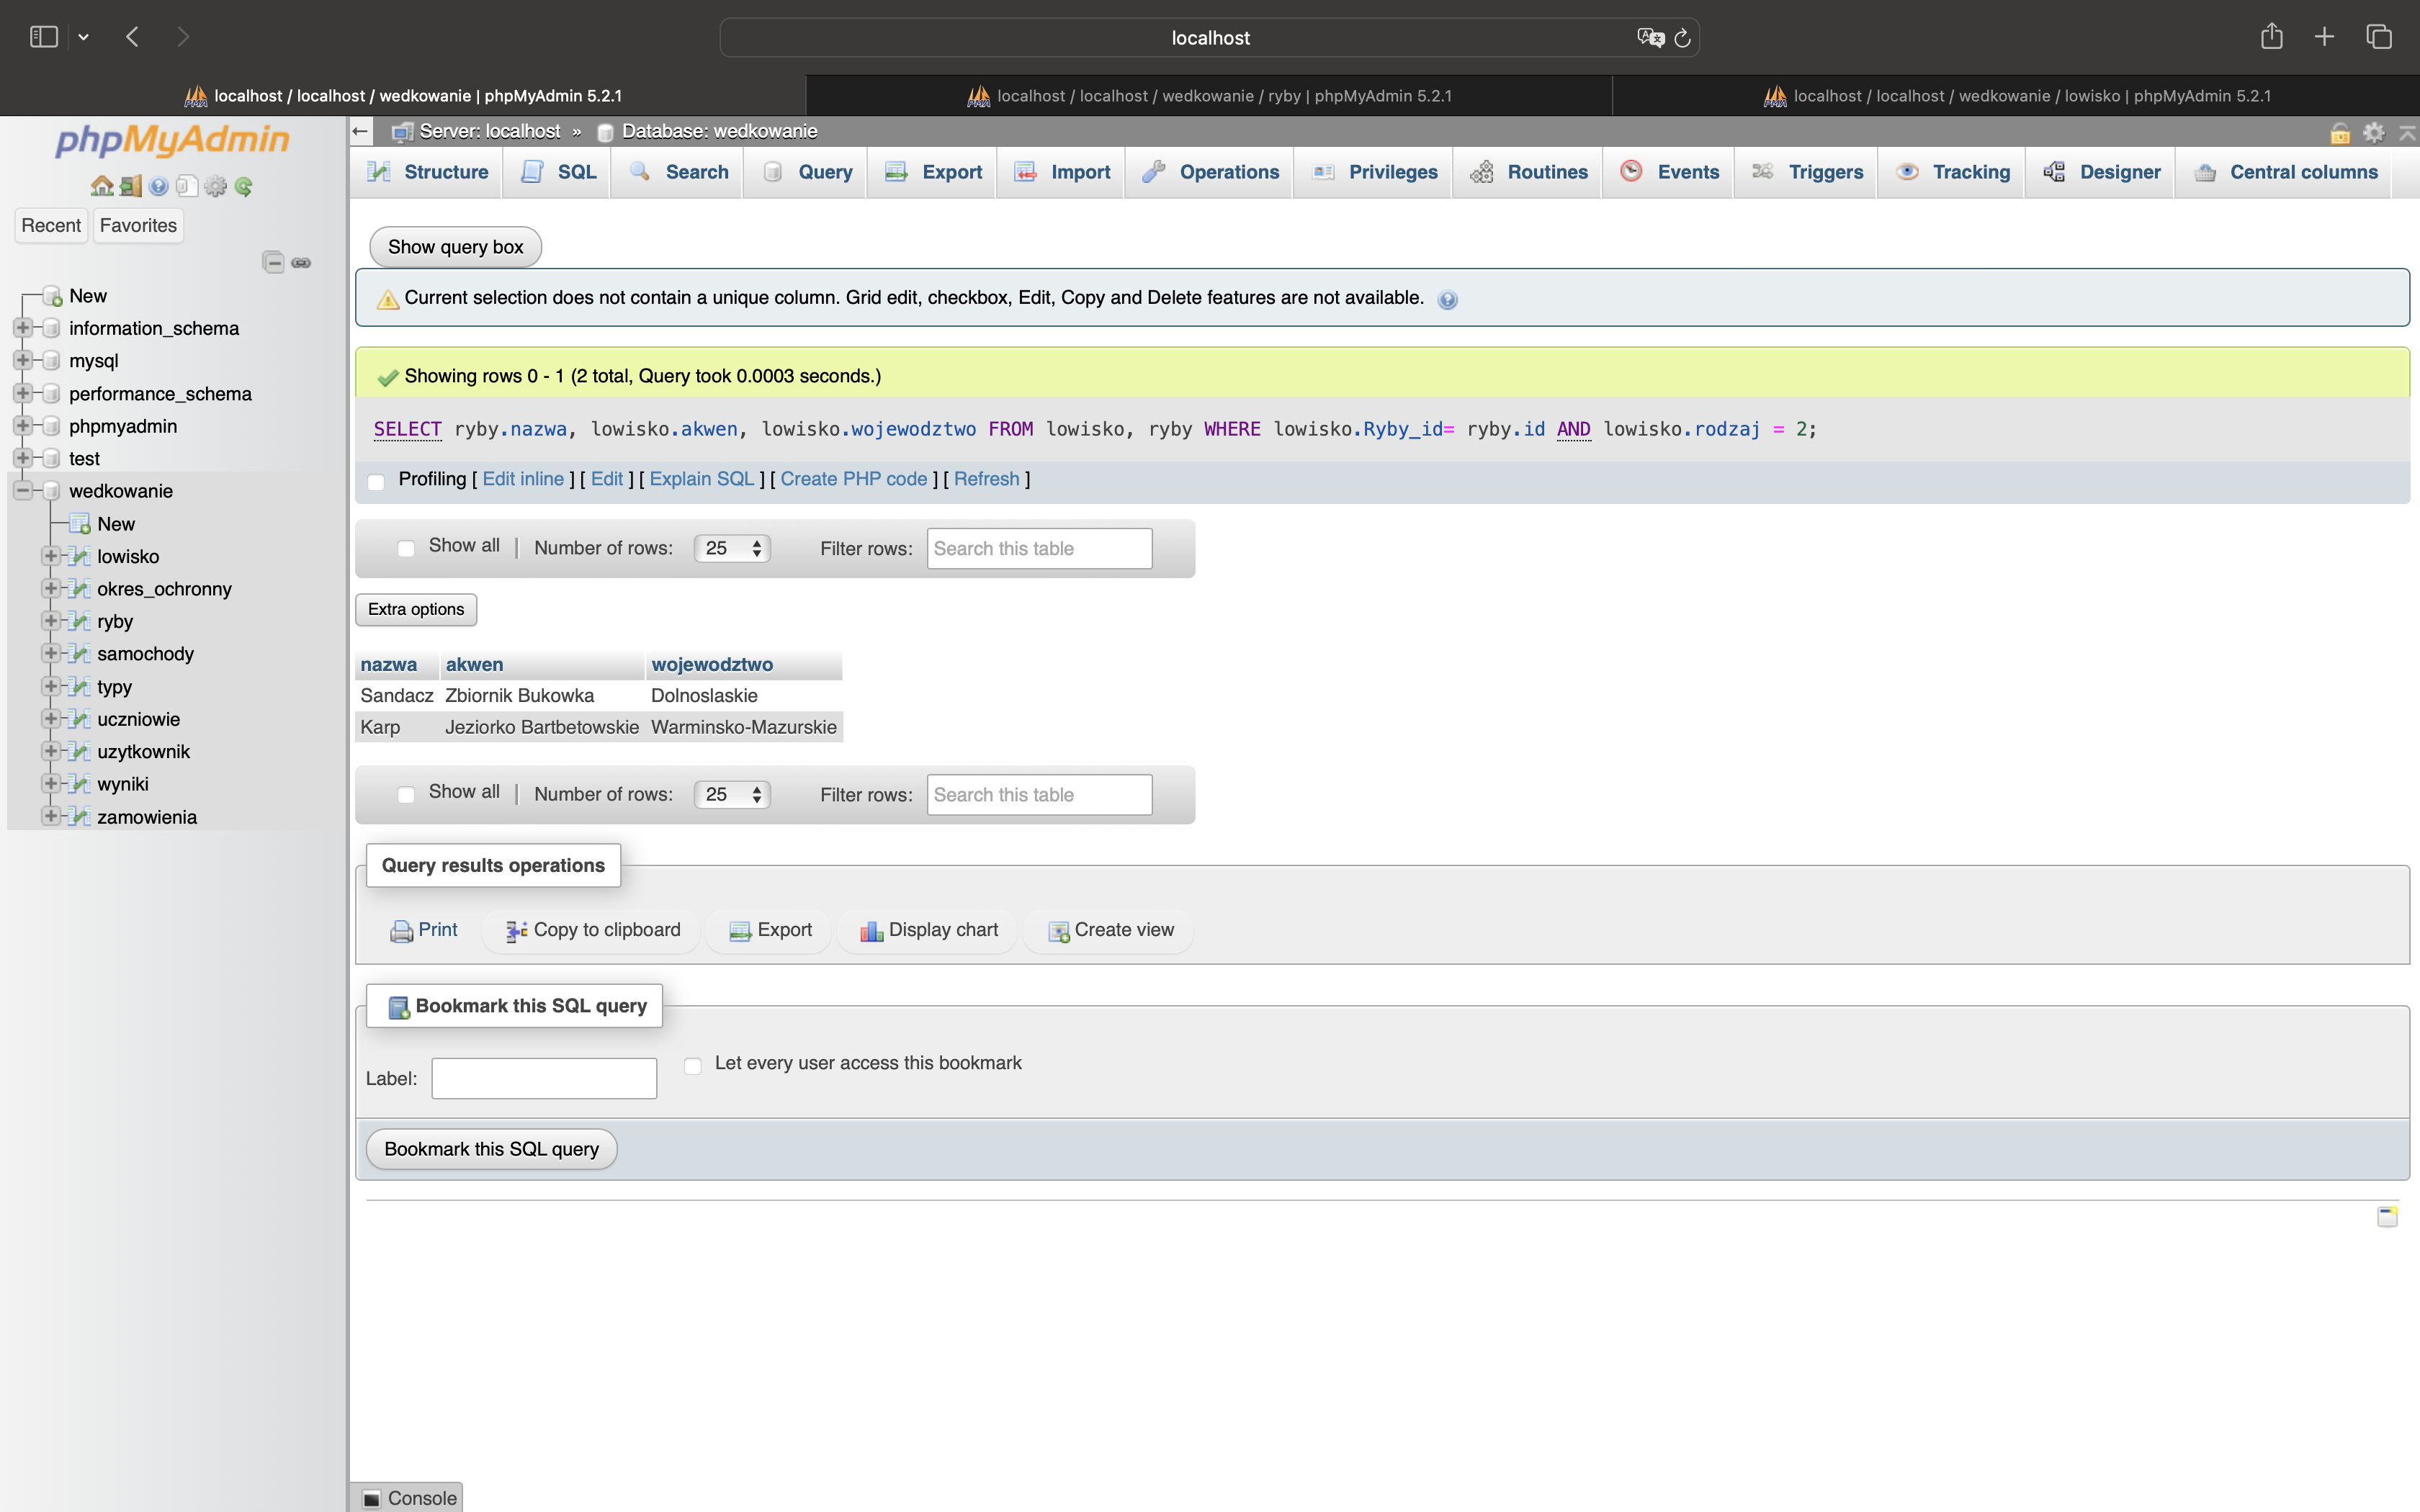 localhost
localhost / localhost / wedkowanie | phpMyAdmin 5.2.1
localhost / localhost / wedkowanie / ryby | phpMyAdmin 5.2.1
localhost / localhost / wedkowanie / lowisko | phpMyAdmin 5.2.1
phpMyAdmin
Recent Favorites
New
information_schema
mysql
performance_schema
phpmyadmin
test
wedkowanie
New
lowisko
okres_ochronny
ryby
samochody
typy
uczniowie
uzytkownik
wyniki
zamowienia
Server: localhost » Database: wedkowanie
Structure SQL Search Query Export Import Operations Privileges Routines Events Triggers Tracking Designer Central columns
Show query box
Current selection does not contain a unique column. Grid edit, checkbox, Edit, Copy and Delete features are not available.
Showing rows 0 - 1 (2 total, Query took 0.0003 seconds.)
SELECT ryby.nazwa, lowisko.akwen, lowisko.wojewodztwo FROM lowisko, ryby WHERE lowisko.Ryby_id= ryby.id AND lowisko.rodzaj = 2;
Profiling [ Edit inline ] [ Edit ] [ Explain SQL ] [ Create PHP code ] [ Refresh ]
Show all | Number of rows: 25 Filter rows: Search this table
Extra options
nazwa akwen wojewodztwo
Sandacz Zbiornik Bukowka Dolnoslaskie
Karp Jeziorko Bartbetowskie Warminsko-Mazurskie
Show all | Number of rows: 25 Filter rows: Search this table
Query results operations
Print Copy to clipboard Export Display chart Create view
Bookmark this SQL query
Label: Let every user access this bookmark
Bookmark this SQL query
Console